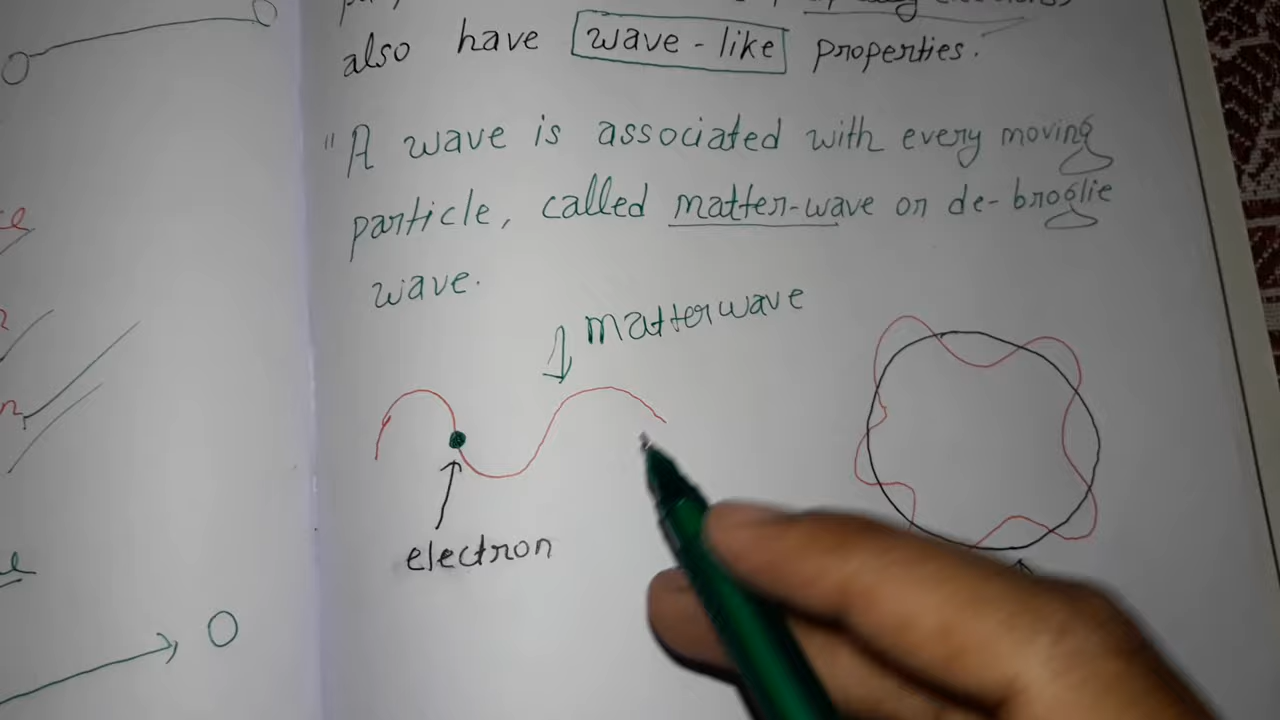 also have wave-like properties.
"A wave is associated with every moving
particle, called matter-wave or de-broglie
wave.
matterwave
electron